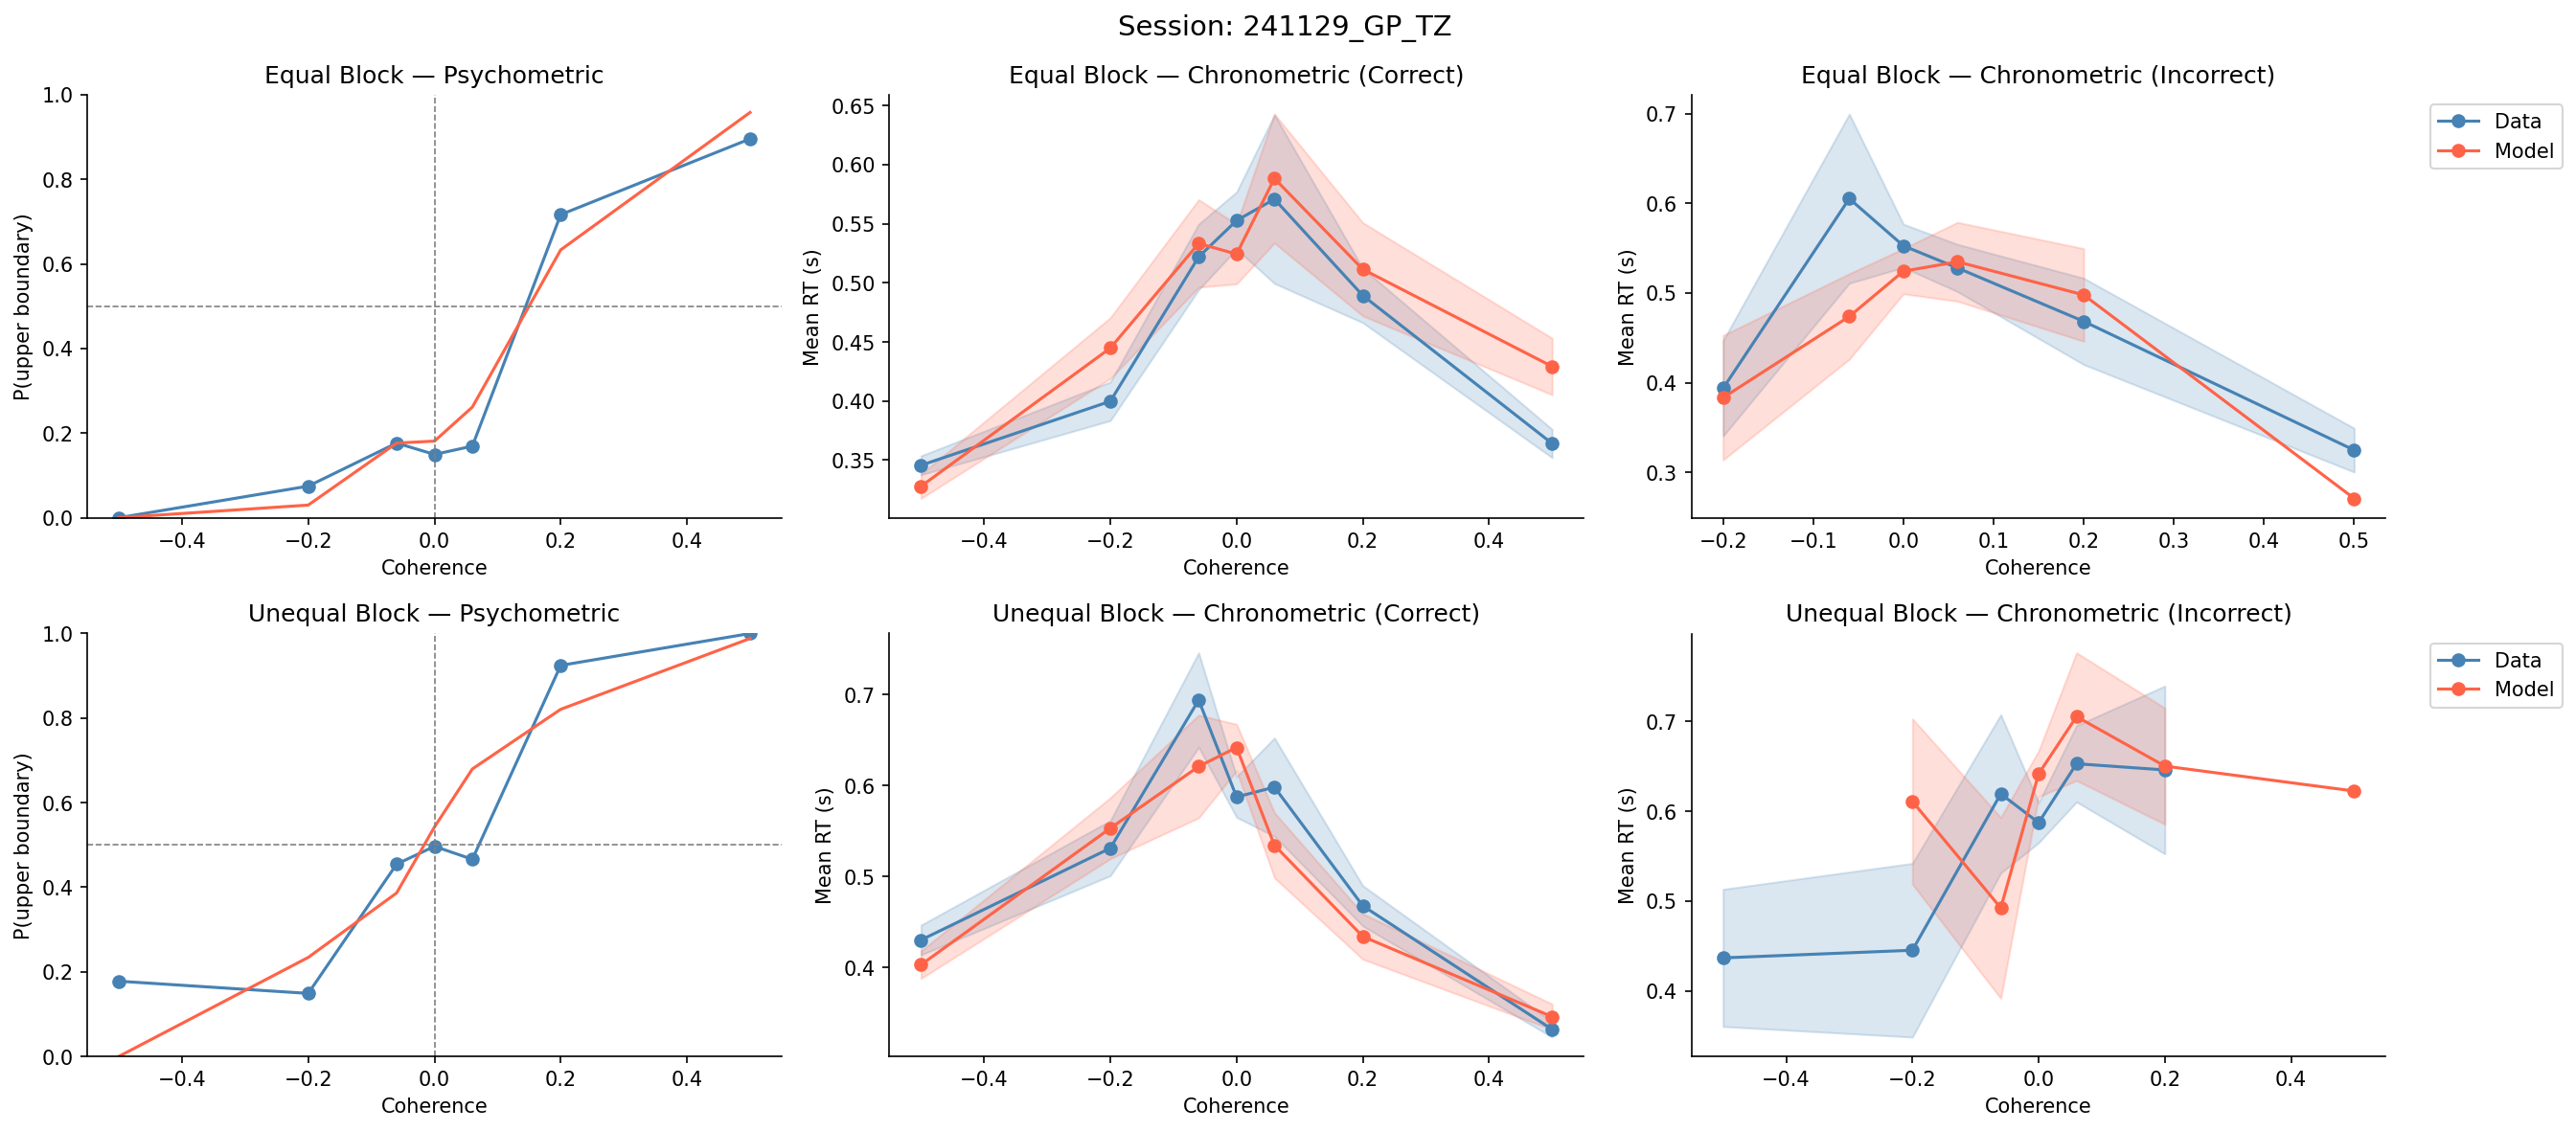 Session: 241129_GP_TZ
Equal Block — Psychometric
P(upper boundary)
1.0
0.8
0.6
0.4
0.2
0.0
−0.4 −0.2 0.0 0.2 0.4
Coherence
Equal Block — Chronometric (Correct)
Mean RT (s)
0.65
0.60
0.55
0.50
0.45
0.40
0.35
−0.4 −0.2 0.0 0.2 0.4
Coherence
Equal Block — Chronometric (Incorrect)
Mean RT (s)
0.7
0.6
0.5
0.4
0.3
−0.2 −0.1 0.0 0.1 0.2 0.3 0.4 0.5
Coherence
Data
Model
Unequal Block — Psychometric
P(upper boundary)
1.0
0.8
0.6
0.4
0.2
0.0
−0.4 −0.2 0.0 0.2 0.4
Coherence
Unequal Block — Chronometric (Correct)
Mean RT (s)
0.7
0.6
0.5
0.4
−0.4 −0.2 0.0 0.2 0.4
Coherence
Unequal Block — Chronometric (Incorrect)
Mean RT (s)
0.7
0.6
0.5
0.4
−0.4 −0.2 0.0 0.2 0.4
Coherence
Data
Model